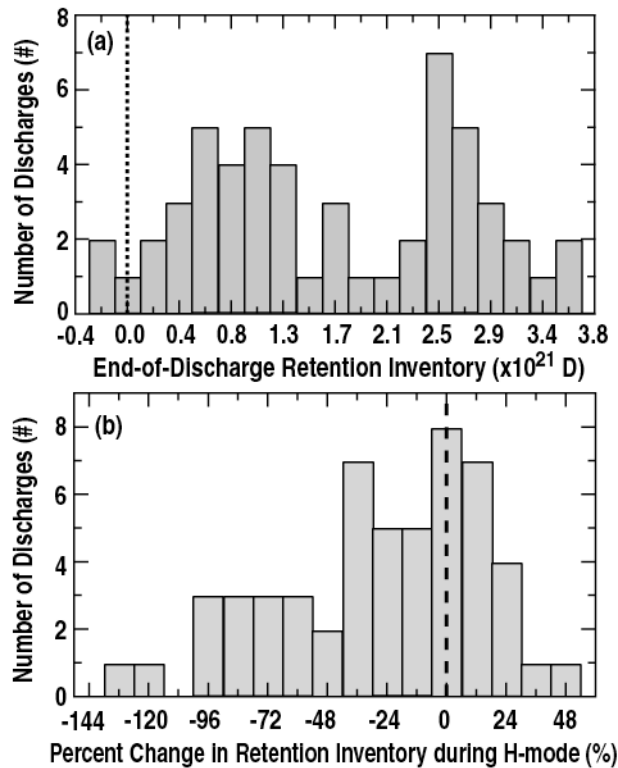 (a)
Number of Discharges (#)
8
6
4
2
0
-0.4 0.0 0.4 0.8 1.3 1.7 2.1 2.5 2.9 3.4 3.8
End-of-Discharge Retention Inventory (x10²¹ D)
(b)
Number of Discharges (#)
8
6
4
2
0
-144 -120 -96 -72 -48 -24 0 24 48
Percent Change in Retention Inventory during H-mode (%)